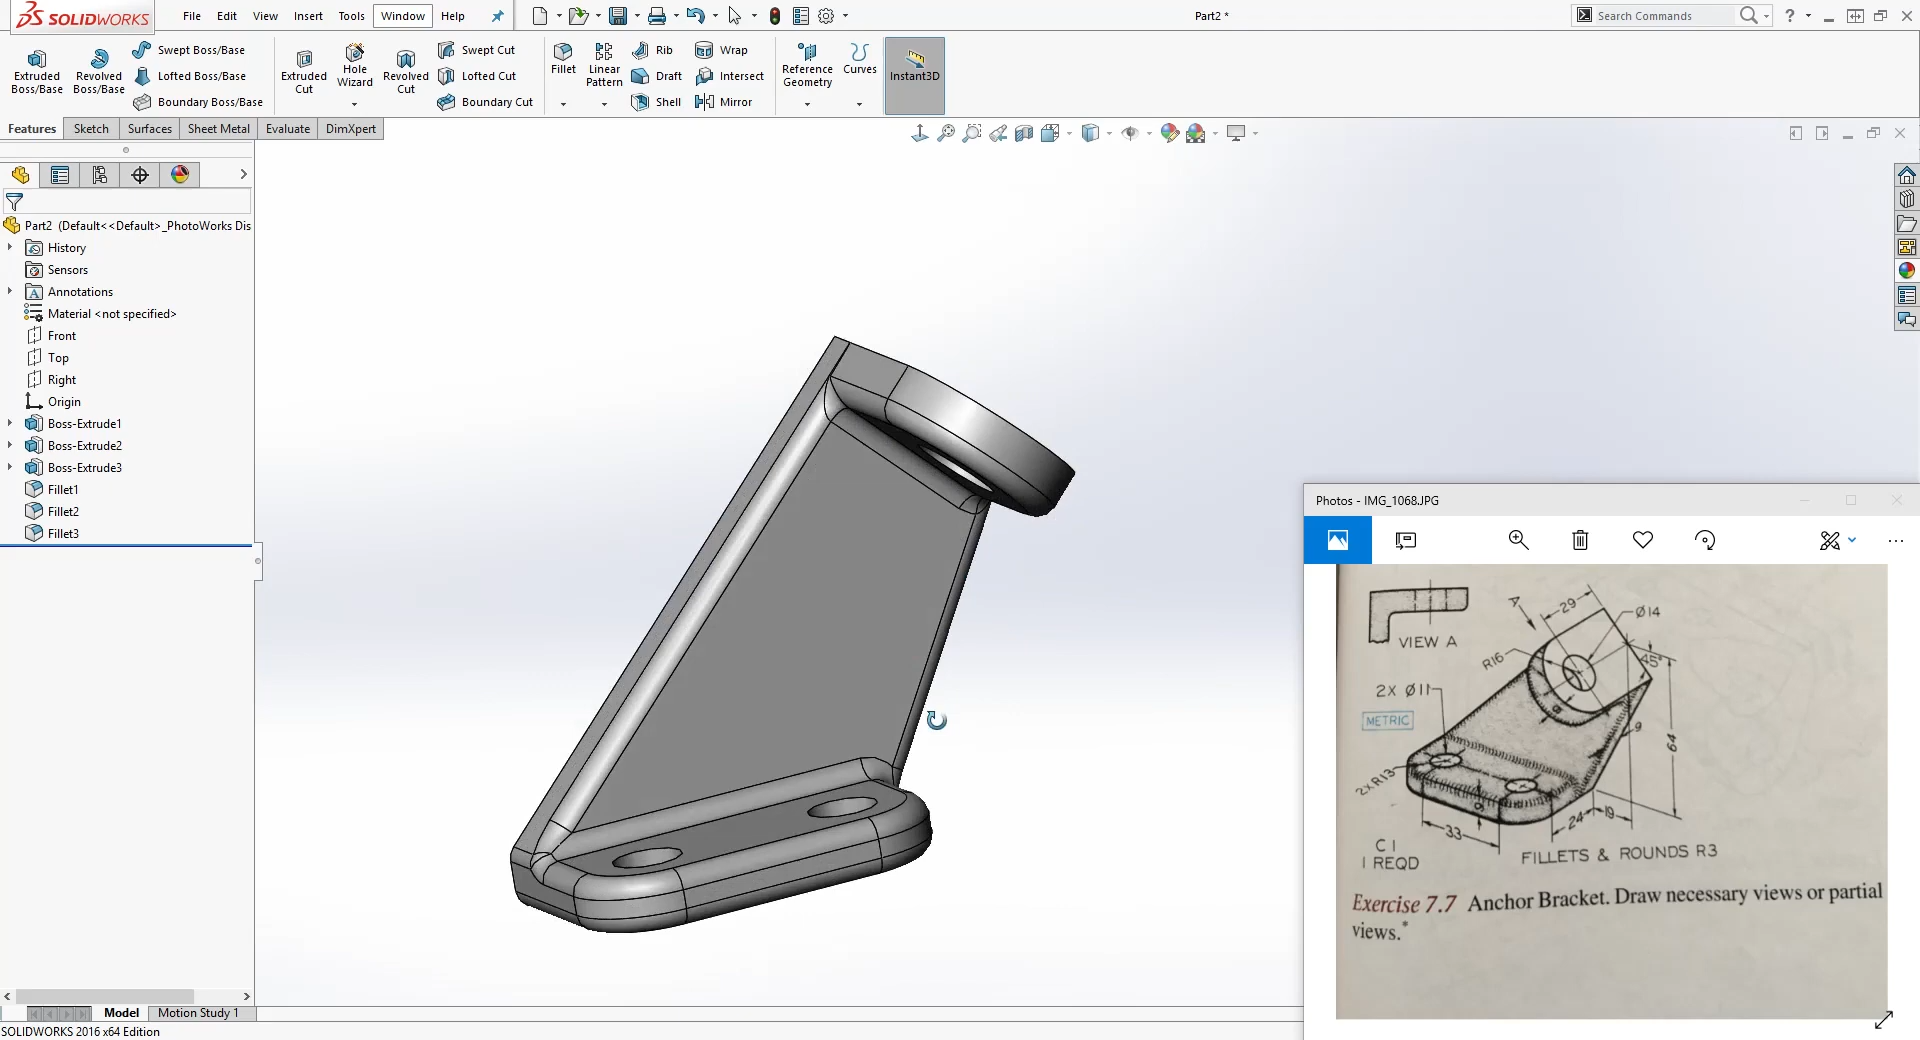 SOLIDWORKS
File Edit View Insert Tools Window Help
Part2 *
Search Commands
Extruded Boss/Base
Revolved Boss/Base
Swept Boss/Base
Lofted Boss/Base
Boundary Boss/Base
Extruded Cut
Hole Wizard
Revolved Cut
Swept Cut
Lofted Cut
Boundary Cut
Fillet
Linear Pattern
Rib
Draft
Shell
Wrap
Intersect
Mirror
Reference Geometry
Curves
Instant3D
Features Sketch Surfaces Sheet Metal Evaluate DimXpert
Part2 (Default<<Default>_PhotoWorks Dis
History
Sensors
Annotations
Material <not specified>
Front
Top
Right
Origin
Boss-Extrude1
Boss-Extrude2
Boss-Extrude3
Fillet1
Fillet2
Fillet3
Model Motion Study 1
SOLIDWORKS 2016 x64 Edition
Photos - IMG_1068.JPG
VIEW A
A
29
Ø14
R16
45°
2X Ø11
METRIC
64
9
2XR13
33
24
19
C I
1 REQD
FILLETS & ROUNDS R3
Exercise 7.7 Anchor Bracket. Draw necessary views or partial
views.*